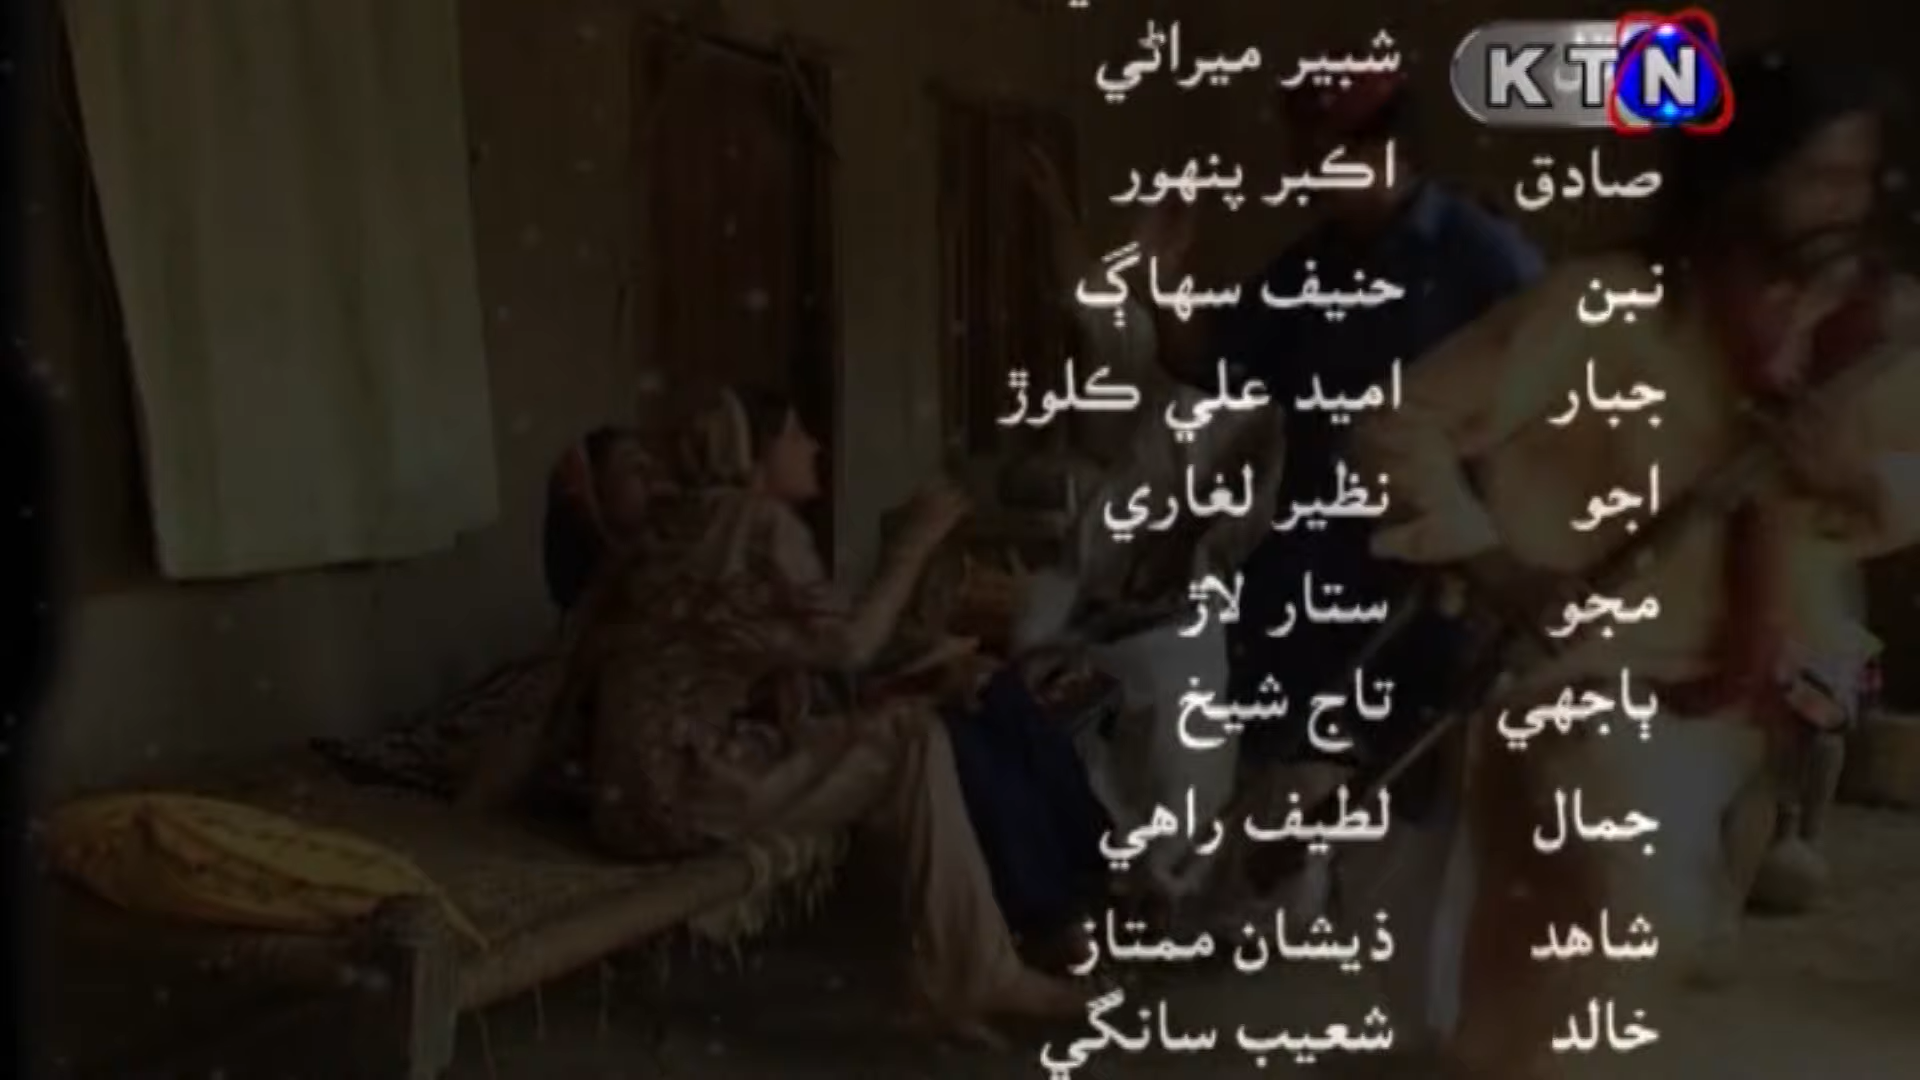 شبير ميراڻي
KTN
صادق اڪبر پنهور
نبن حنيف سهاڳ
جبار اميد علي ڪلوڙ
اجو نظير لغاري
مجو ستار لاڙ
ٻاجهي تاج شيخ
جمال لطيف راهي
شاهد ذيشان ممتاز
خالد شعيب سانگي